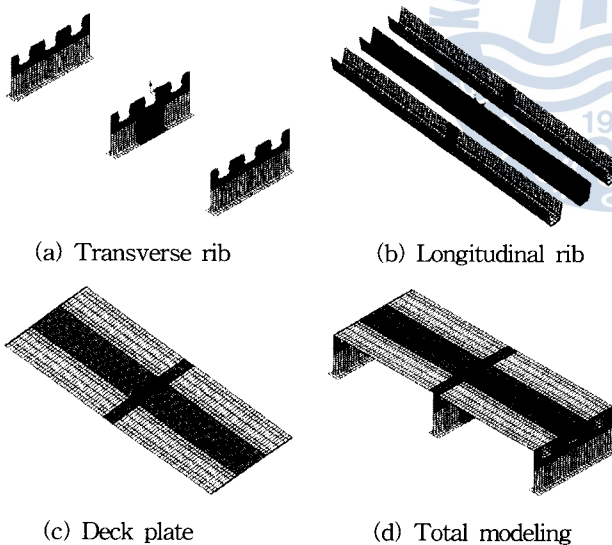 (a) Transverse rib
(b) Longitudinal rib
(c) Deck plate
(d) Total modeling